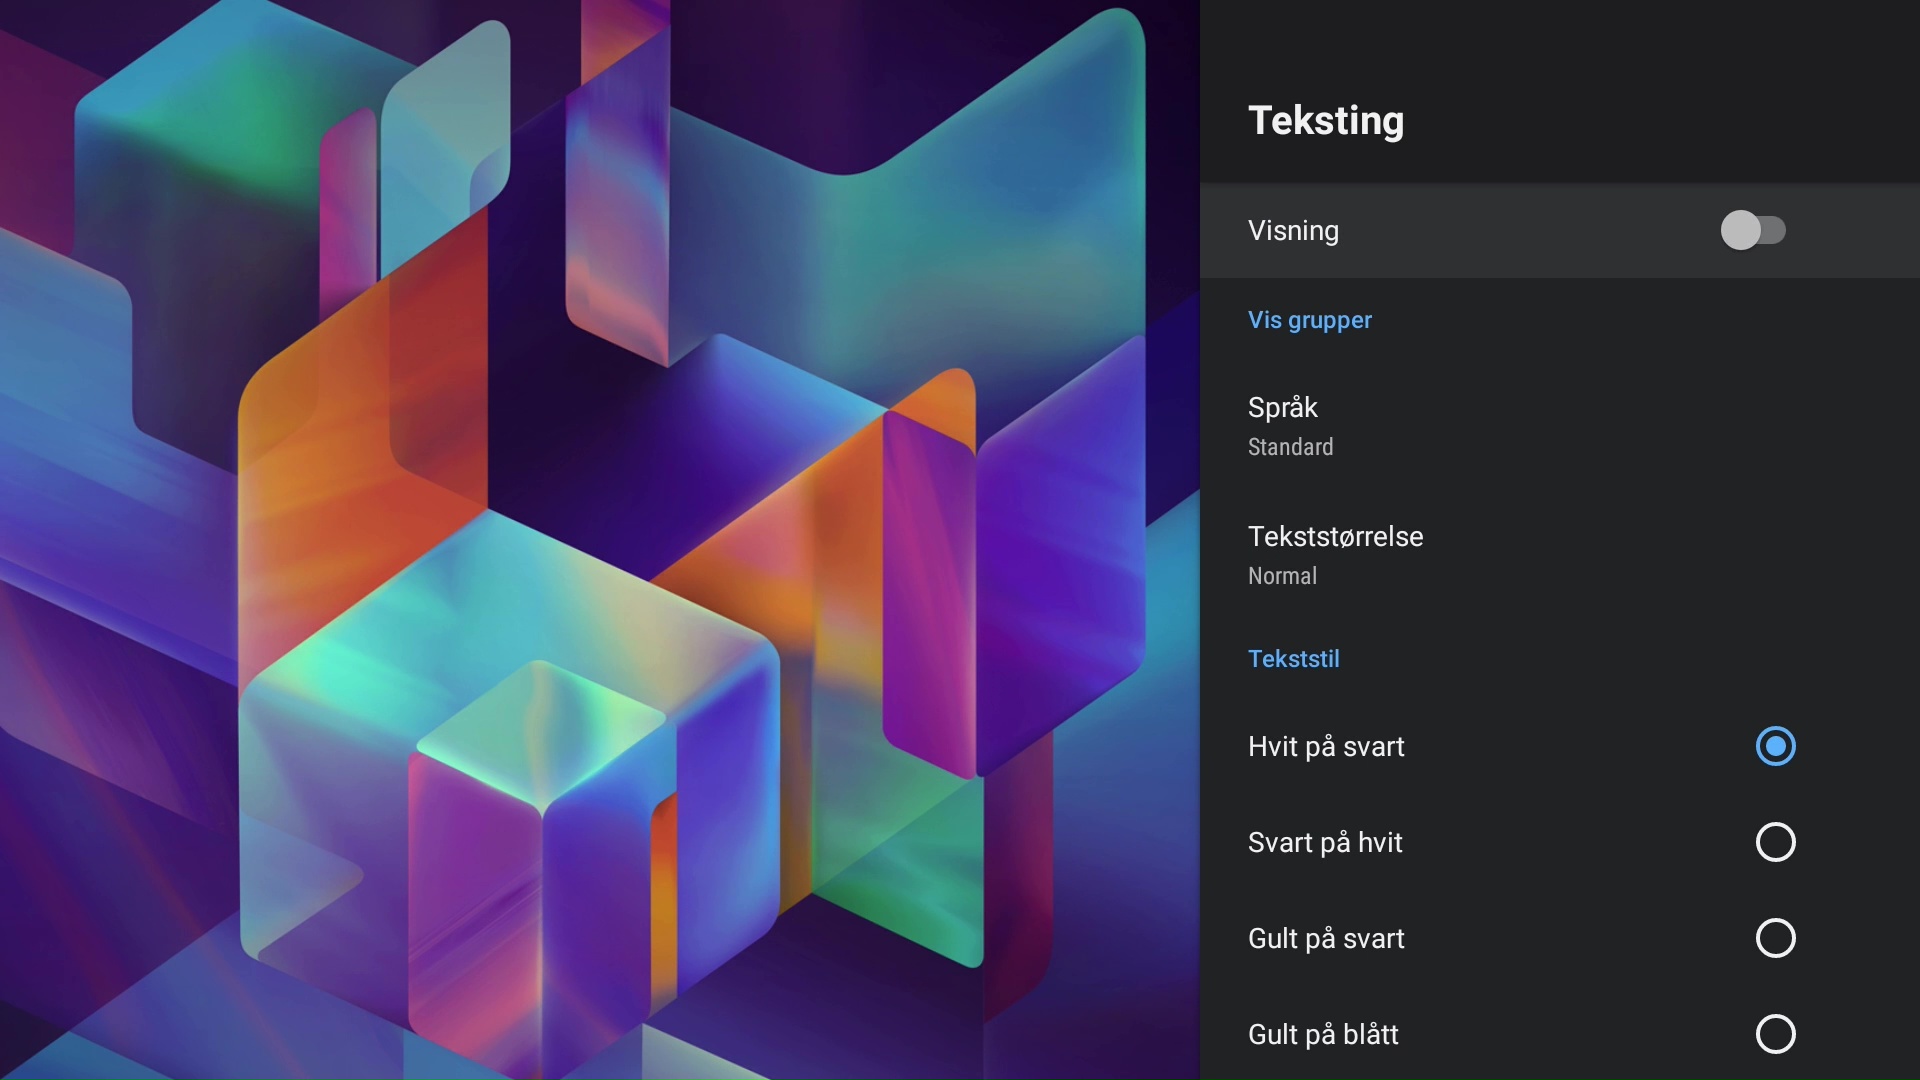 Teksting
Visning
Vis grupper
Språk
Standard
Tekststørrelse
Normal
Tekststil
Hvit på svart
Svart på hvit
Gult på svart
Gult på blått